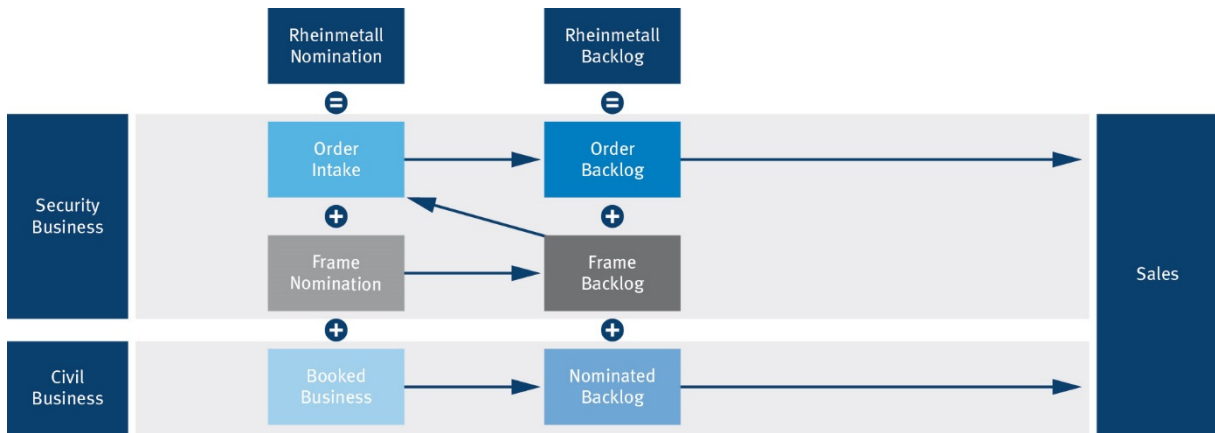 Rheinmetall
Nomination
Rheinmetall
Backlog
=
=
Security
Business
Order
Intake
Order
Backlog
+
+
Frame
Nomination
Frame
Backlog
Sales
+
+
Civil
Business
Booked
Business
Nominated
Backlog